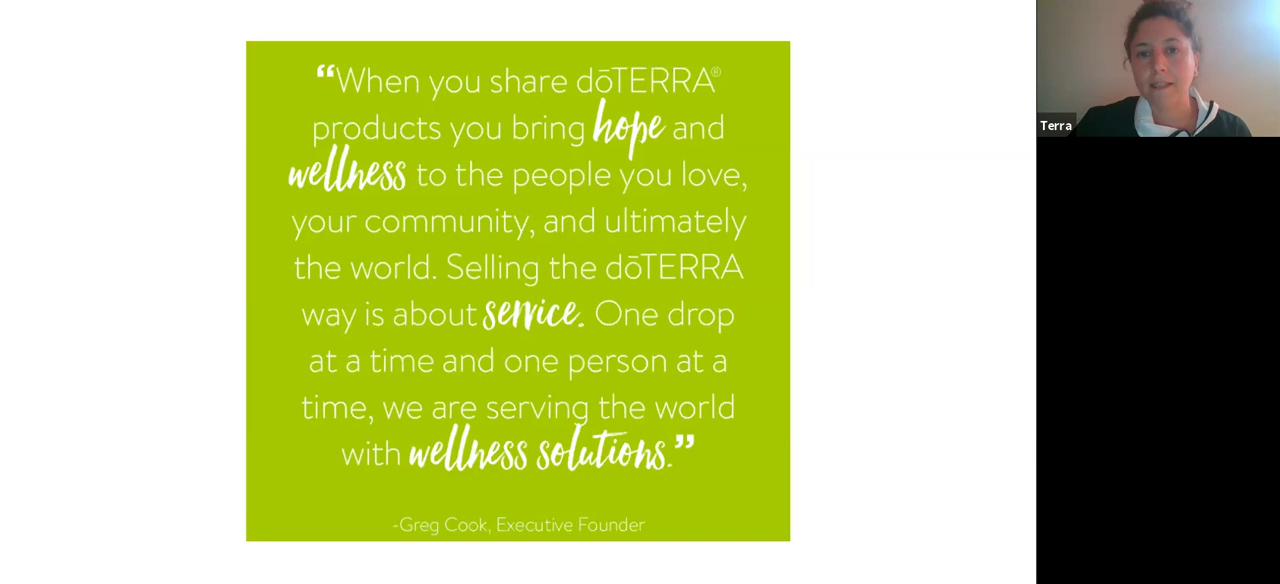 “When you share dōTERRA®
products you bring hope and
wellness to the people you love,
your community, and ultimately
the world. Selling the dōTERRA
way is about service. One drop
at a time and one person at a
time, we are serving the world
with wellness solutions.”
-Greg Cook, Executive Founder
Terra